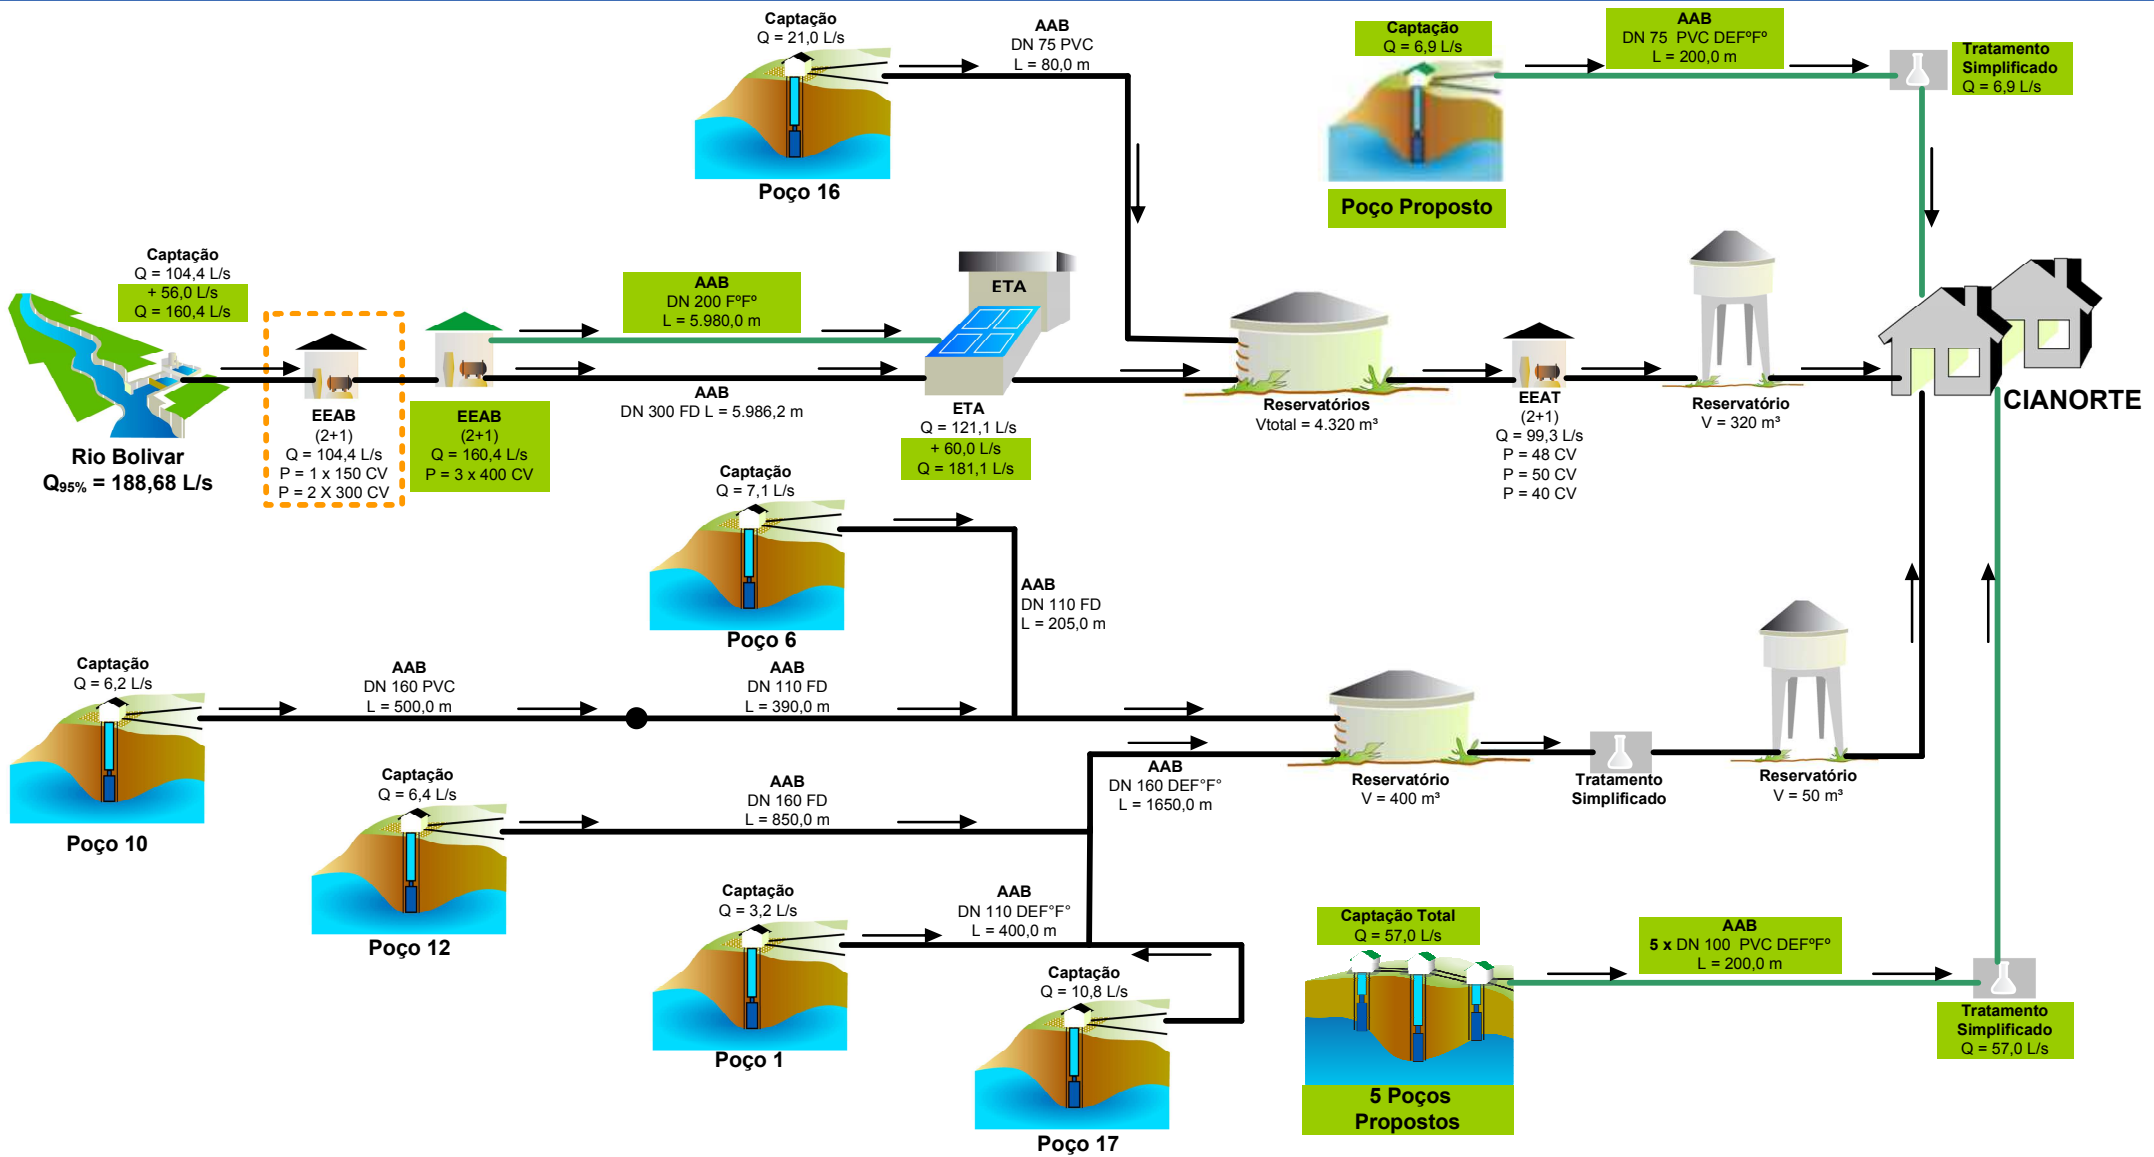 Captação
Q = 21,0 L/s
AAB
DN 75 PVC
L = 80,0 m
Poço 16
Captação
Q = 6,9 L/s
AAB
DN 75  PVC DEFºFº
L = 200,0 m
Tratamento
Simplificado
Q = 6,9 L/s
Poço Proposto
Captação
Q = 104,4 L/s
+ 56,0 L/s
Q = 160,4 L/s
Rio Bolivar
Q95% = 188,68 L/s
EEAB
(2+1)
Q = 104,4 L/s
P = 1 x 150 CV
P = 2 X 300 CV
EEAB
(2+1)
Q = 160,4 L/s
P = 3 x 400 CV
AAB
DN 200 FºFº
L = 5.980,0 m
AAB
DN 300 FD L = 5.986,2 m
ETA
ETA
Q = 121,1 L/s
+ 60,0 L/s
Q = 181,1 L/s
Reservatórios
Vtotal = 4.320 m³
EEAT
(2+1)
Q = 99,3 L/s
P = 48 CV
P = 50 CV
P = 40 CV
Reservatório
V = 320 m³
CIANORTE
Captação
Q = 7,1 L/s
Poço 6
AAB
DN 110 FD
L = 205,0 m
Captação
Q = 6,2 L/s
Poço 10
AAB
DN 160 PVC
L = 500,0 m
AAB
DN 110 FD
L = 390,0 m
Captação
Q = 6,4 L/s
Poço 12
AAB
DN 160 FD
L = 850,0 m
AAB
DN 160 DEF°F°
L = 1650,0 m
Reservatório
V = 400 m³
Tratamento
Simplificado
Reservatório
V = 50 m³
Captação
Q = 3,2 L/s
Poço 1
AAB
DN 110 DEF°F°
L = 400,0 m
Captação
Q = 10,8 L/s
Poço 17
Captação Total
Q = 57,0 L/s
5 Poços
Propostos
AAB
5 x DN 100  PVC DEFºFº
L = 200,0 m
Tratamento
Simplificado
Q = 57,0 L/s